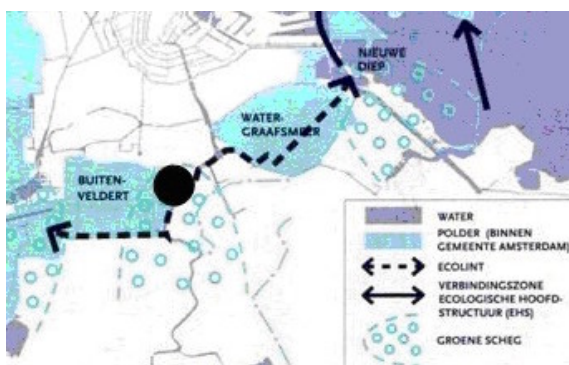 NIEUWE
DIEP
WATER-
GRAAFSMEER
BUITEN-
VELDERT
WATER
POLDER (BINNEN
GEMEENTE AMSTERDAM)
ECOLINT
VERBINDINGSZONE
ECOLOGISCHE HOOFD-
STRUCTUUR (EHS)
GROENE SCHEG